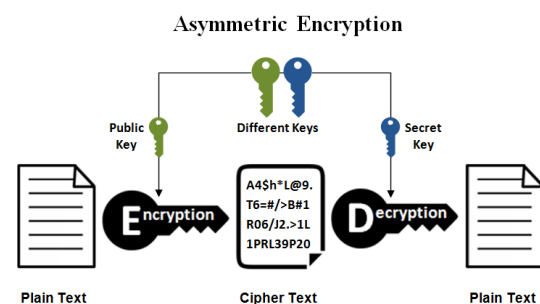 Asymmetric Encryption
Public
Key
Different Keys
Secret
Key
Encryption
A4$h*L@9.
T6=#/>B#1
R06/J2.>1L
1PRL39P20
Decryption
Plain Text
Cipher Text
Plain Text